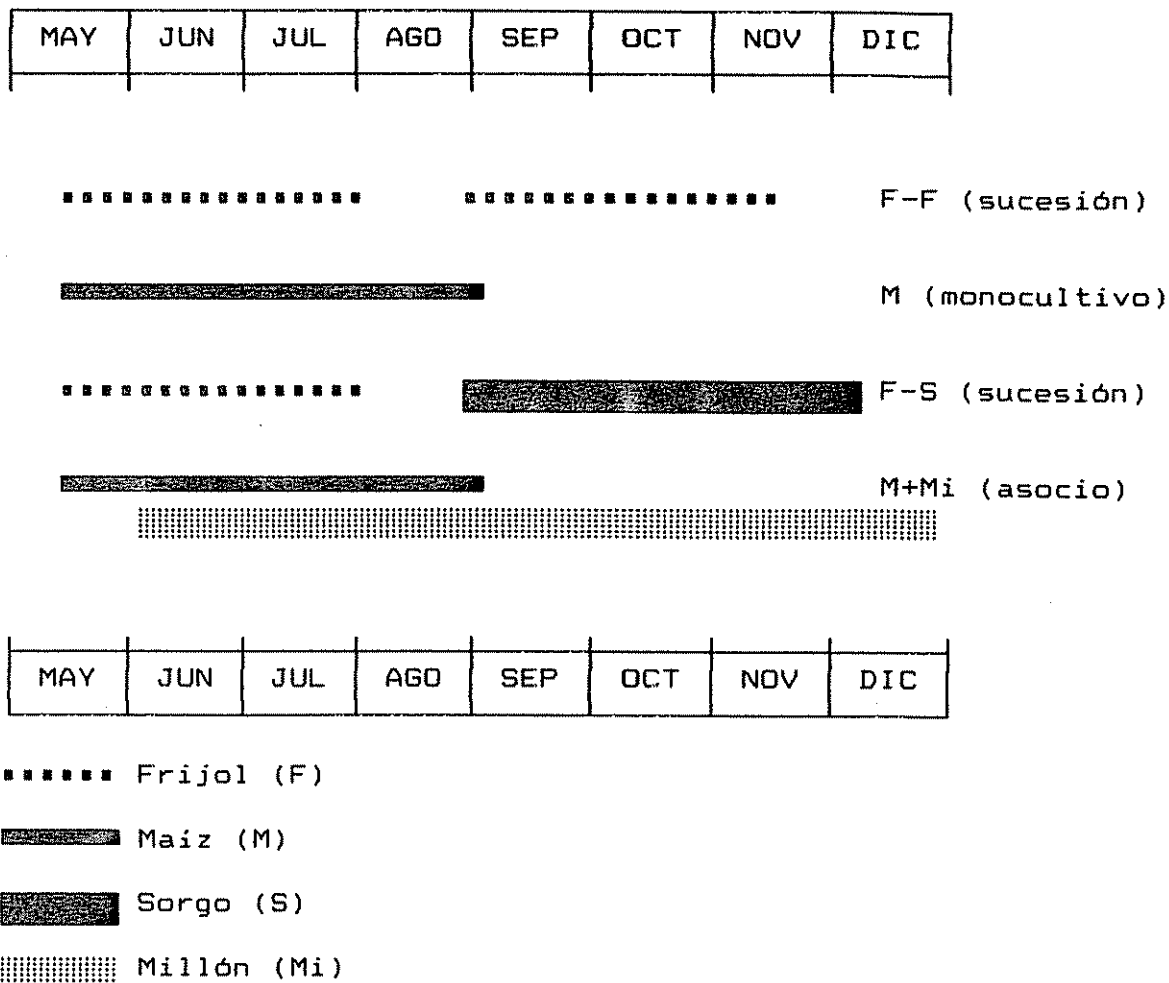 MAY JUN JUL AGO SEP OCT NOV DIC
F-F (sucesión)
M (monocultivo)
F-S (sucesión)
M+Mi (asocio)
MAY JUN JUL AGO SEP OCT NOV DIC
Frijol (F)
Maíz (M)
Sorgo (S)
Millón (Mi)